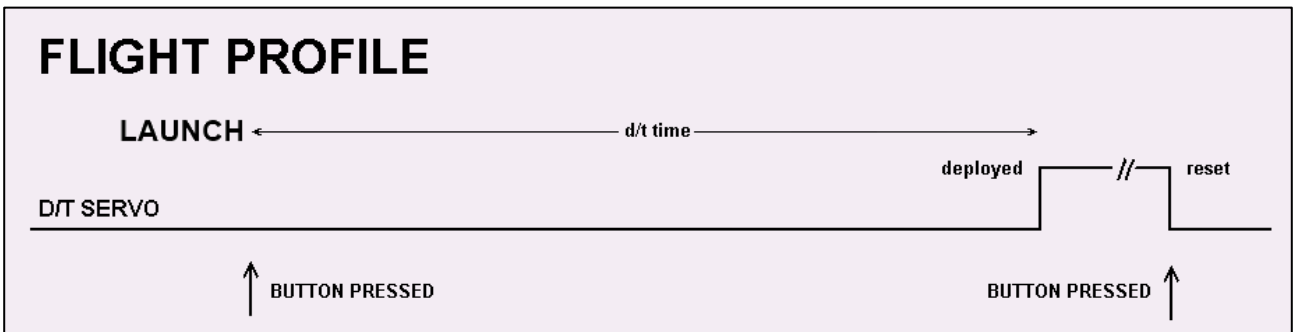 FLIGHT PROFILE
LAUNCH d/t time
deployed // reset
D/T SERVO
BUTTON PRESSED BUTTON PRESSED